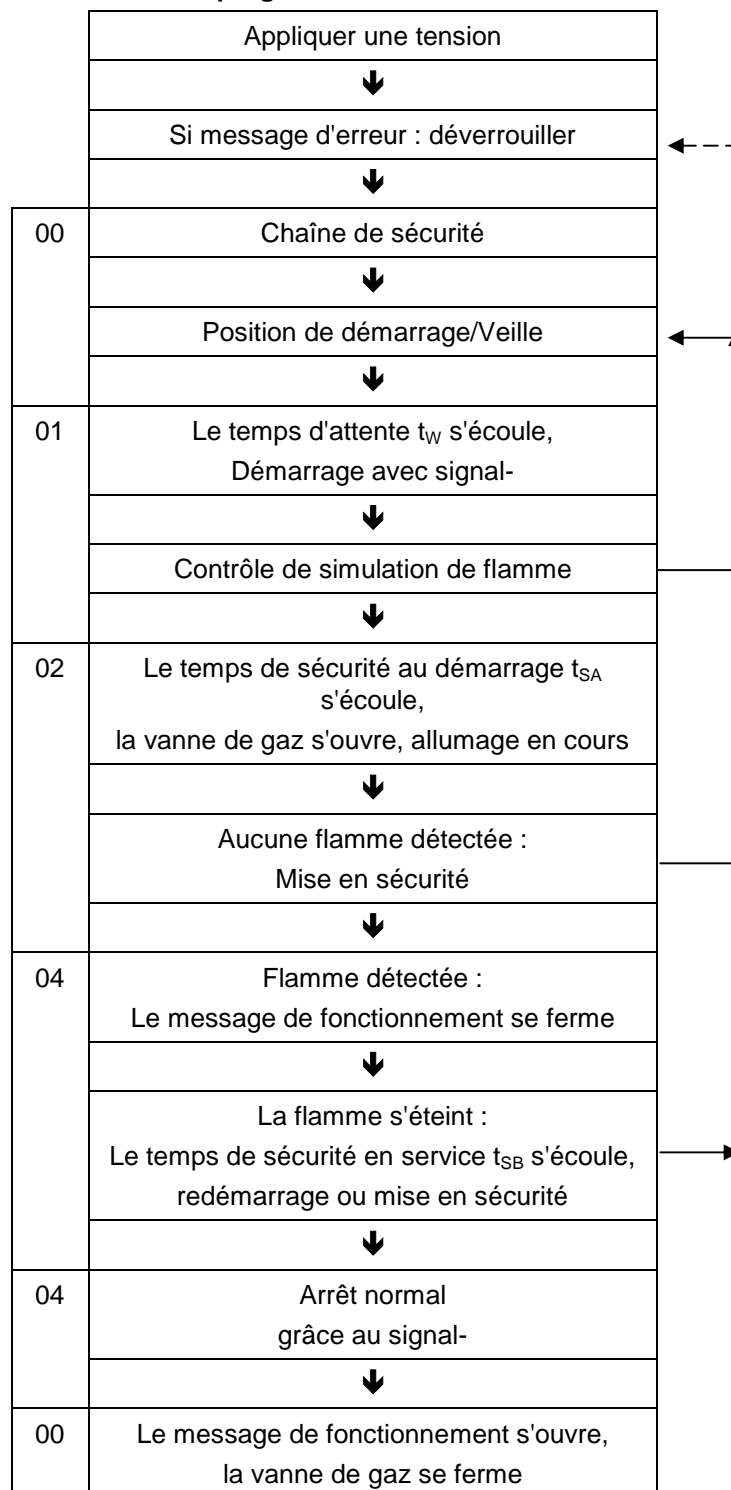 Appliquer une tension
Si message d'erreur : déverrouiller
00 Chaîne de sécurité
Position de démarrage/Veille
01 Le temps d'attente tW s'écoule,
Démarrage avec signal-
Contrôle de simulation de flamme
02 Le temps de sécurité au démarrage tSA
s'écoule,
la vanne de gaz s'ouvre, allumage en cours
Aucune flamme détectée :
Mise en sécurité
04 Flamme détectée :
Le message de fonctionnement se ferme
La flamme s'éteint :
Le temps de sécurité en service tSB s'écoule,
redémarrage ou mise en sécurité
04 Arrêt normal
grâce au signal-
00 Le message de fonctionnement s'ouvre,
la vanne de gaz se ferme